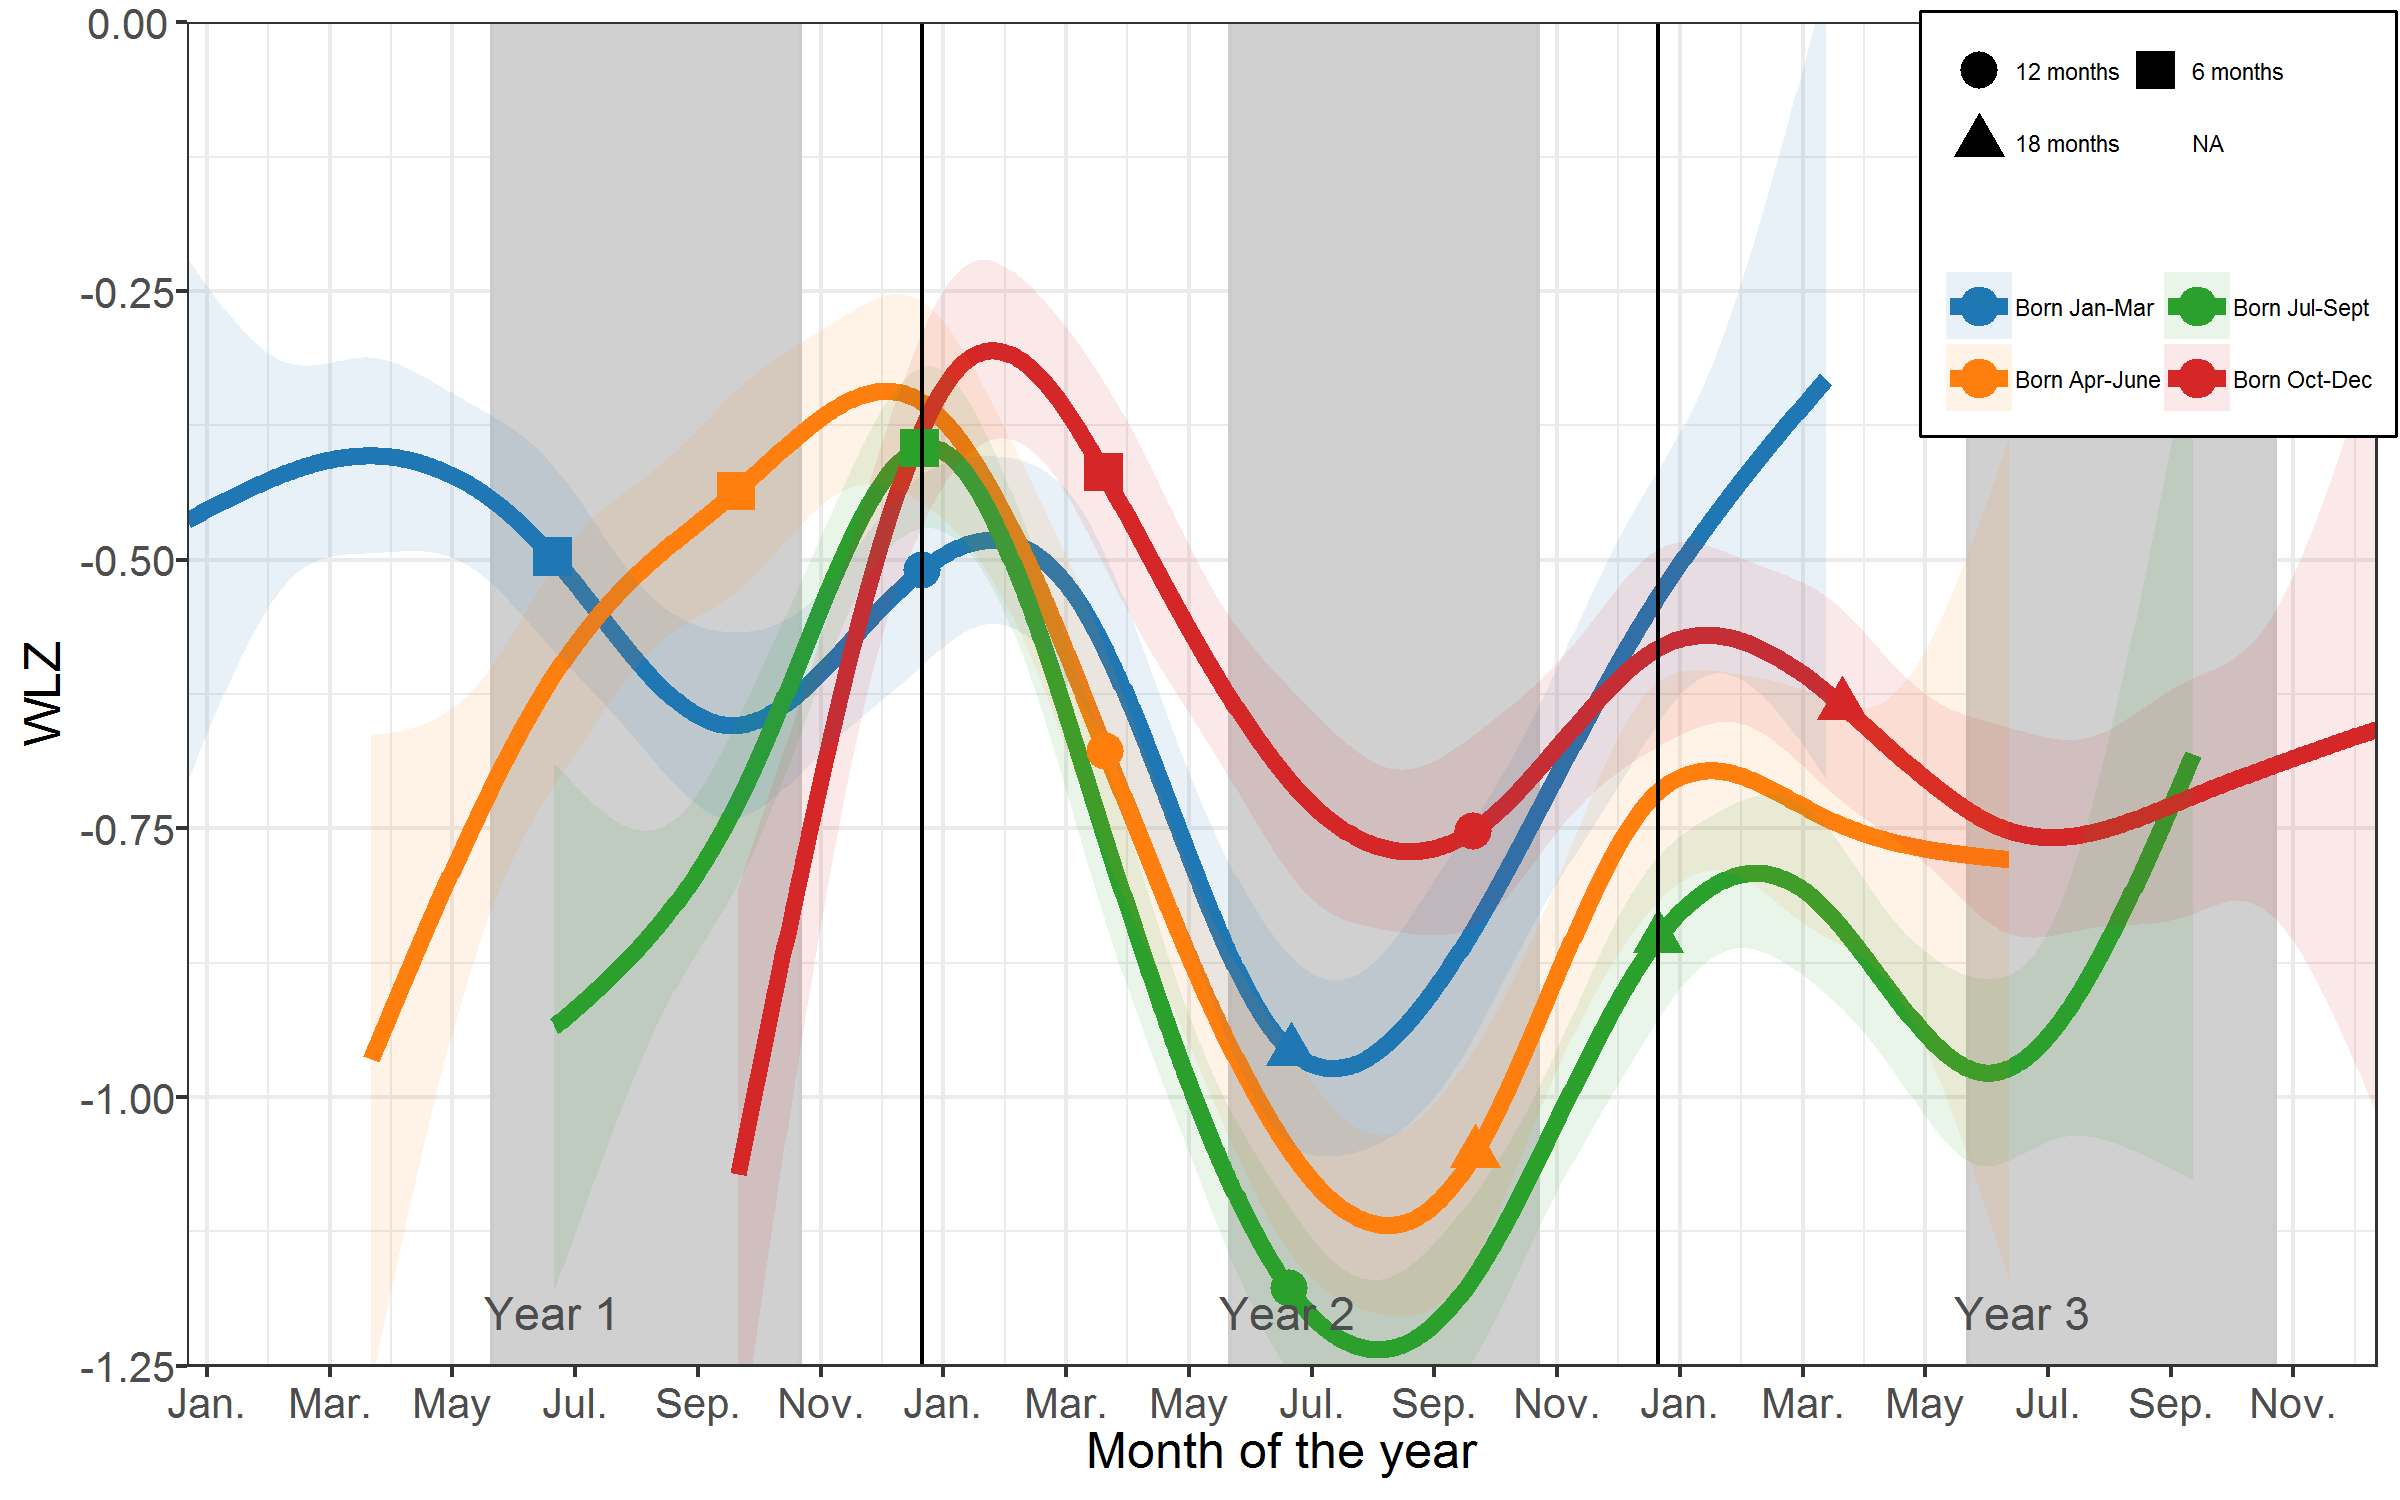 0.00
-0.25
-0.50
-0.75
-1.00
-1.25
WLZ
12 months 6 months
18 months NA
Born Jan-Mar Born Jul-Sept
Born Apr-June Born Oct-Dec
Year 1 Year 2 Year 3
Jan. Mar. May Jul. Sep. Nov. Jan. Mar. May Jul. Sep. Nov. Jan. Mar. May Jul. Sep. Nov.
Month of the year